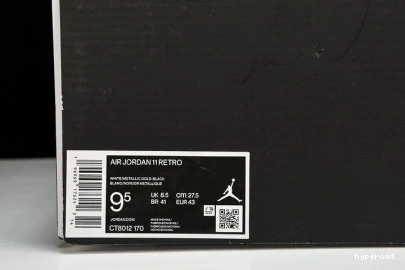 AIR JORDAN 11 RETRO
WHITE/METALLIC GOLD-BLACK
BLANC/NOIR/OR METALLIQUE
9⁵
UK 8.5 cm 27.5
BR 41 EUR 43
JORDAN.COM
CT8012 170
hyperoad